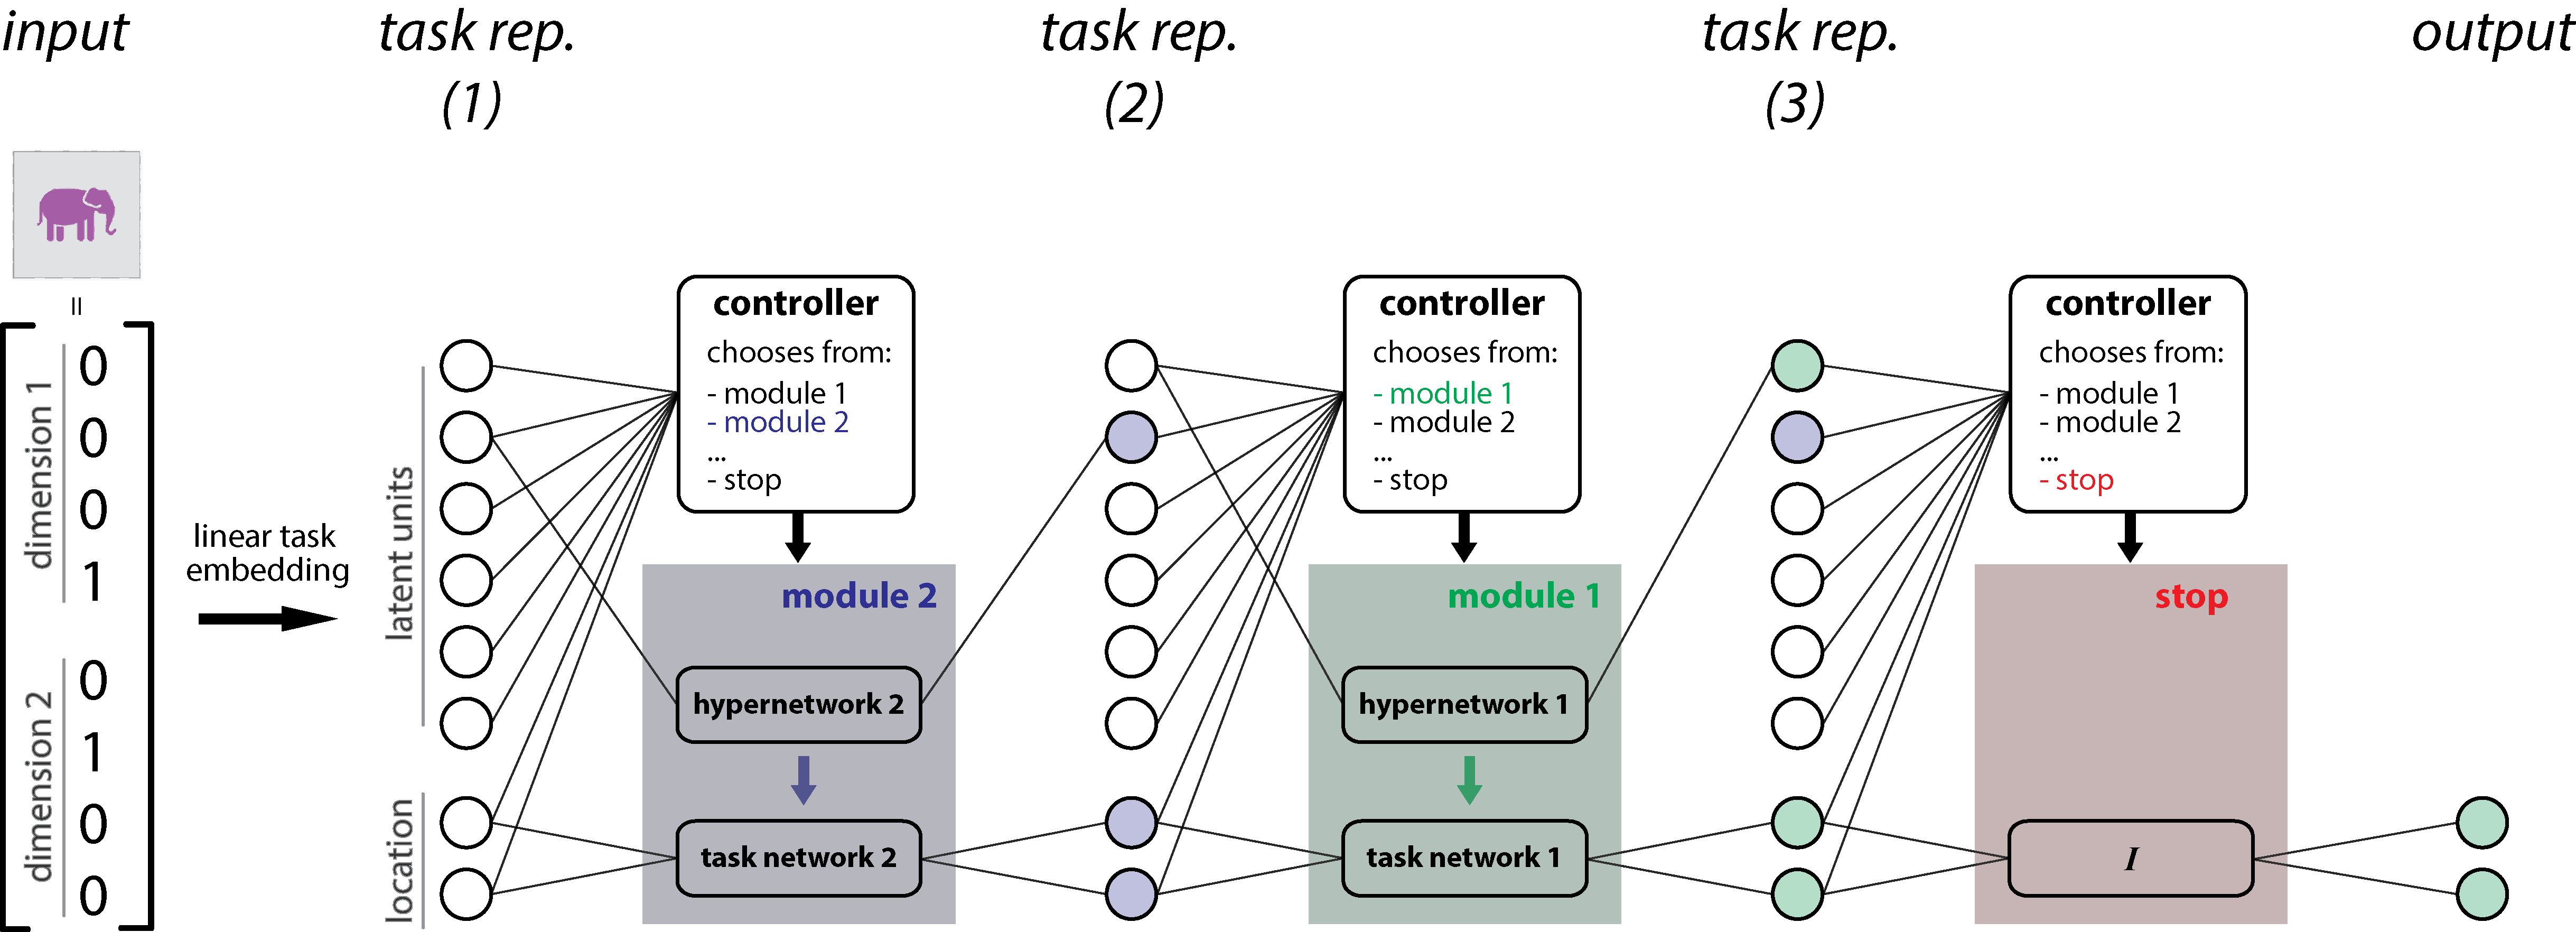 input
task rep.
(1)
task rep.
(2)
task rep.
(3)
output
=
dimension 1
0
0
0
1
dimension 2
0
1
0
0
linear task
embedding
latent units
location
controller
chooses from:
- module 1
- module 2
...
- stop
module 2
hypernetwork 2
task network 2
controller
chooses from:
- module 1
- module 2
...
- stop
module 1
hypernetwork 1
task network 1
controller
chooses from:
- module 1
- module 2
...
- stop
stop
I